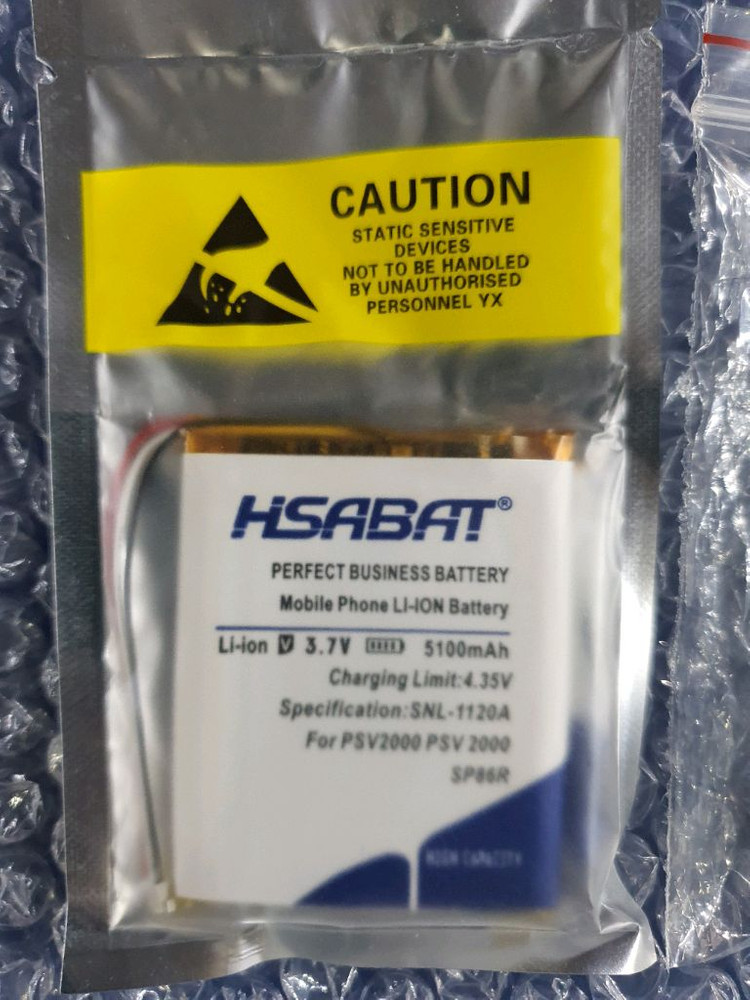 CAUTION
STATIC SENSITIVE
DEVICES
NOT TO BE HANDLED
BY UNAUTHORISED
PERSONNEL YX
HSABAT®
PERFECT BUSINESS BATTERY
Mobile Phone LI-ION Battery
Li-ion V 3.7V 5100mAh
Charging Limit:4.35V
Specification:SNL-1120A
For PSV2000 PSV 2000
SP86R
HIGH CAPACITY